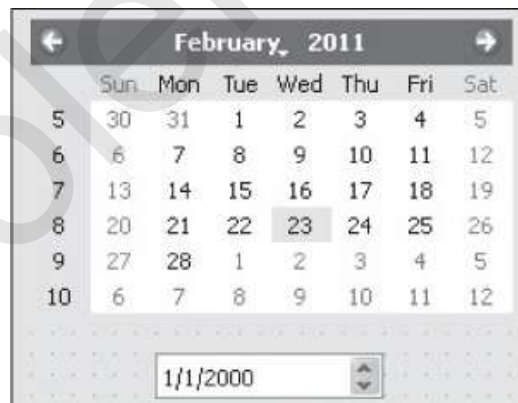 February, 2011
Sun Mon Tue Wed Thu Fri Sat
5 30 31 1 2 3 4 5
6 6 7 8 9 10 11 12
7 13 14 15 16 17 18 19
8 20 21 22 23 24 25 26
9 27 28 1 2 3 4 5
10 6 7 8 9 10 11 12
1/1/2000